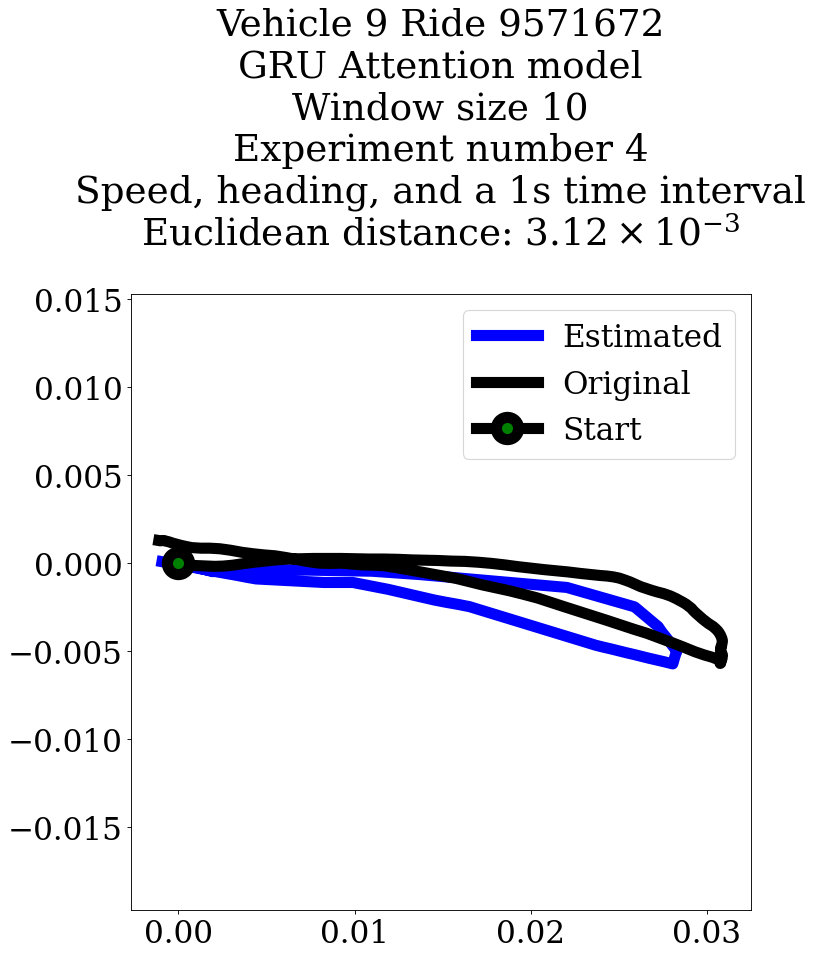 Vehicle 9 Ride 9571672
GRU Attention model
Window size 10
Experiment number 4
Speed, heading, and a 1s time interval
Euclidean distance: 3.12 × 10⁻³
Estimated
Original
Start
0.015
0.010
0.005
0.000
−0.005
−0.010
−0.015
0.00 0.01 0.02 0.03